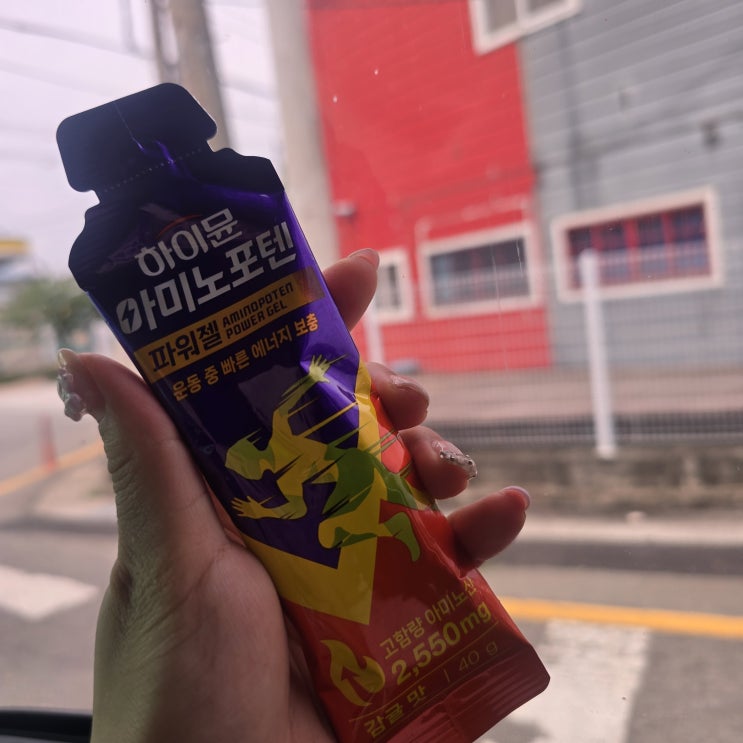 하이뮨
아미노포텐
파워젤 AMINOPOTEN
POWER GEL
운동 중 빠른 에너지 보충
고함량 아미노산
2,550mg
감귤 맛 | 40 g